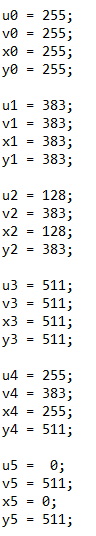 u0 = 255;
v0 = 255;
x0 = 255;
y0 = 255;

u1 = 383;
v1 = 383;
x1 = 383;
y1 = 383;

u2 = 128;
v2 = 383;
x2 = 128;
y2 = 383;

u3 = 511;
v3 = 511;
x3 = 511;
y3 = 511;

u4 = 255;
v4 = 383;
x4 = 255;
y4 = 511;

u5 =  0;
v5 = 511;
x5 = 0;
y5 = 511;